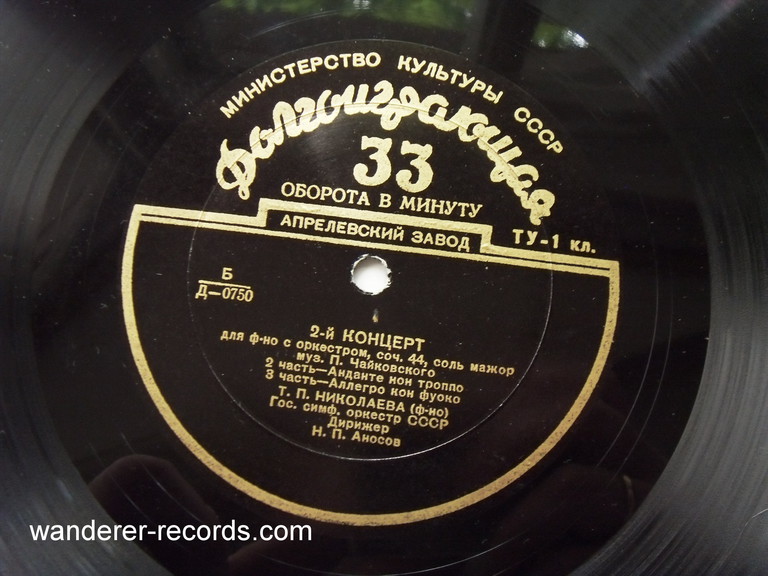 МИНИСТЕРСТВО КУЛЬТУРЫ СССР
Долгоиграющая
33
ОБОРОТА В МИНУТУ
АПРЕЛЕВСКИЙ ЗАВОД
ТУ-1 кл.
Б
Д—0750
2-й КОНЦЕРТ
для ф-но с оркестром, соч. 44, соль мажор
муз. П. Чайковского
2 часть—Анданте нон троппо
3 часть—Аллегро кон фуоко
Т. П. НИКОЛАЕВА (ф-но)
Гос. симф. оркестр СССР
Дирижер
Н. П. Аносов
wanderer-records.com